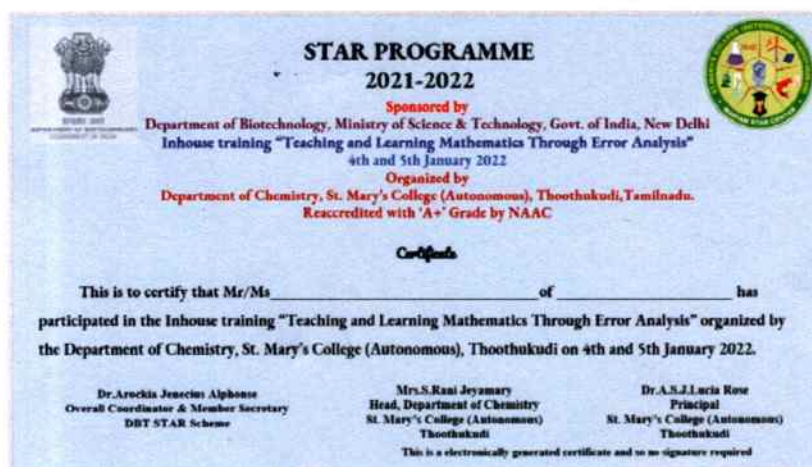 STAR PROGRAMME
2021-2022
Sponsored by
Department of Biotechnology, Ministry of Science & Technology, Govt. of India, New Delhi
Inhouse training "Teaching and Learning Mathematics Through Error Analysis"
4th and 5th January 2022
Organized by
Department of Chemistry, St. Mary's College (Autonomous), Thoothukudi,Tamilnadu.
Reaccredited with 'A+' Grade by NAAC
Certificate
This is to certify that Mr/Ms____________________of____________________has
participated in the Inhouse training "Teaching and Learning Mathematics Through Error Analysis" organized by
the Department of Chemistry, St. Mary's College (Autonomous), Thoothukudi on 4th and 5th January 2022.
Dr.Arockia Jenecius Alphonse
Overall Coordinator & Member Secretary
DBT STAR Scheme
Mrs.S.Rani Jeyamary
Head, Department of Chemistry
St. Mary's College (Autonomous)
Thoothukudi
Dr.A.S.J.Lucia Rose
Principal
St. Mary's College (Autonomous)
Thoothukudi
This is a electronically generated certificate and so no signature required